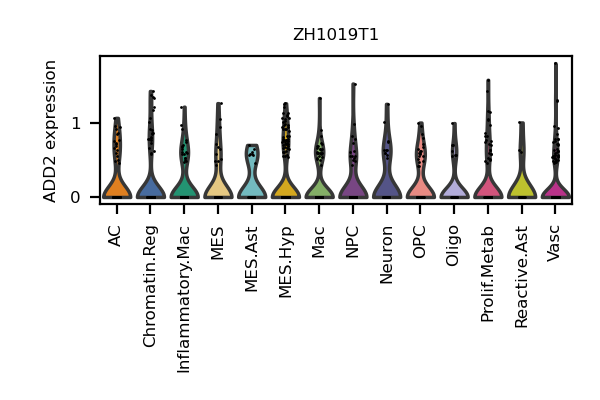 ZH1019T1
ADD2 expression
1
0
AC
Chromatin.Reg
Inflammatory.Mac
MES
MES.Ast
MES.Hyp
Mac
NPC
Neuron
OPC
Oligo
Prolif.Metab
Reactive.Ast
Vasc